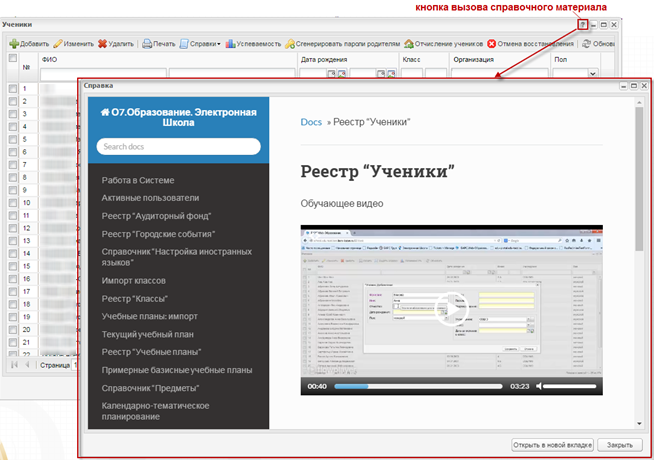 кнопка вызова справочного материала
Ученики
Добавить Изменить Удалить Печать Справки Успеваемость Сгенерировать пароли родителям Отчисление учеников Отмена восстановления
№ ФИО Дата рождения Класс Организация Пол
1
2
3
4
5
6
7
8
9
10
11
12
13
14
15
16
17
18
19
20
21
22
Страница
Справка
О7.Образование. Электронная
Школа
Search docs
Работа в Системе
Активные пользователи
Реестр "Аудиторный фонд"
Реестр "Городские события"
Справочник "Настройка иностранных
языков"
Импорт классов
Реестр "Классы"
Учебные планы: импорт
Текущий учебный план
Реестр "Учебные планы"
Примерные базисные учебные планы
Справочник "Предметы"
Календарно-тематическое
планирование
Docs » Реестр "Ученики"
Реестр “Ученики”
Обучающее видео
00:40 03:23
Открыть в новой вкладке Закрыть